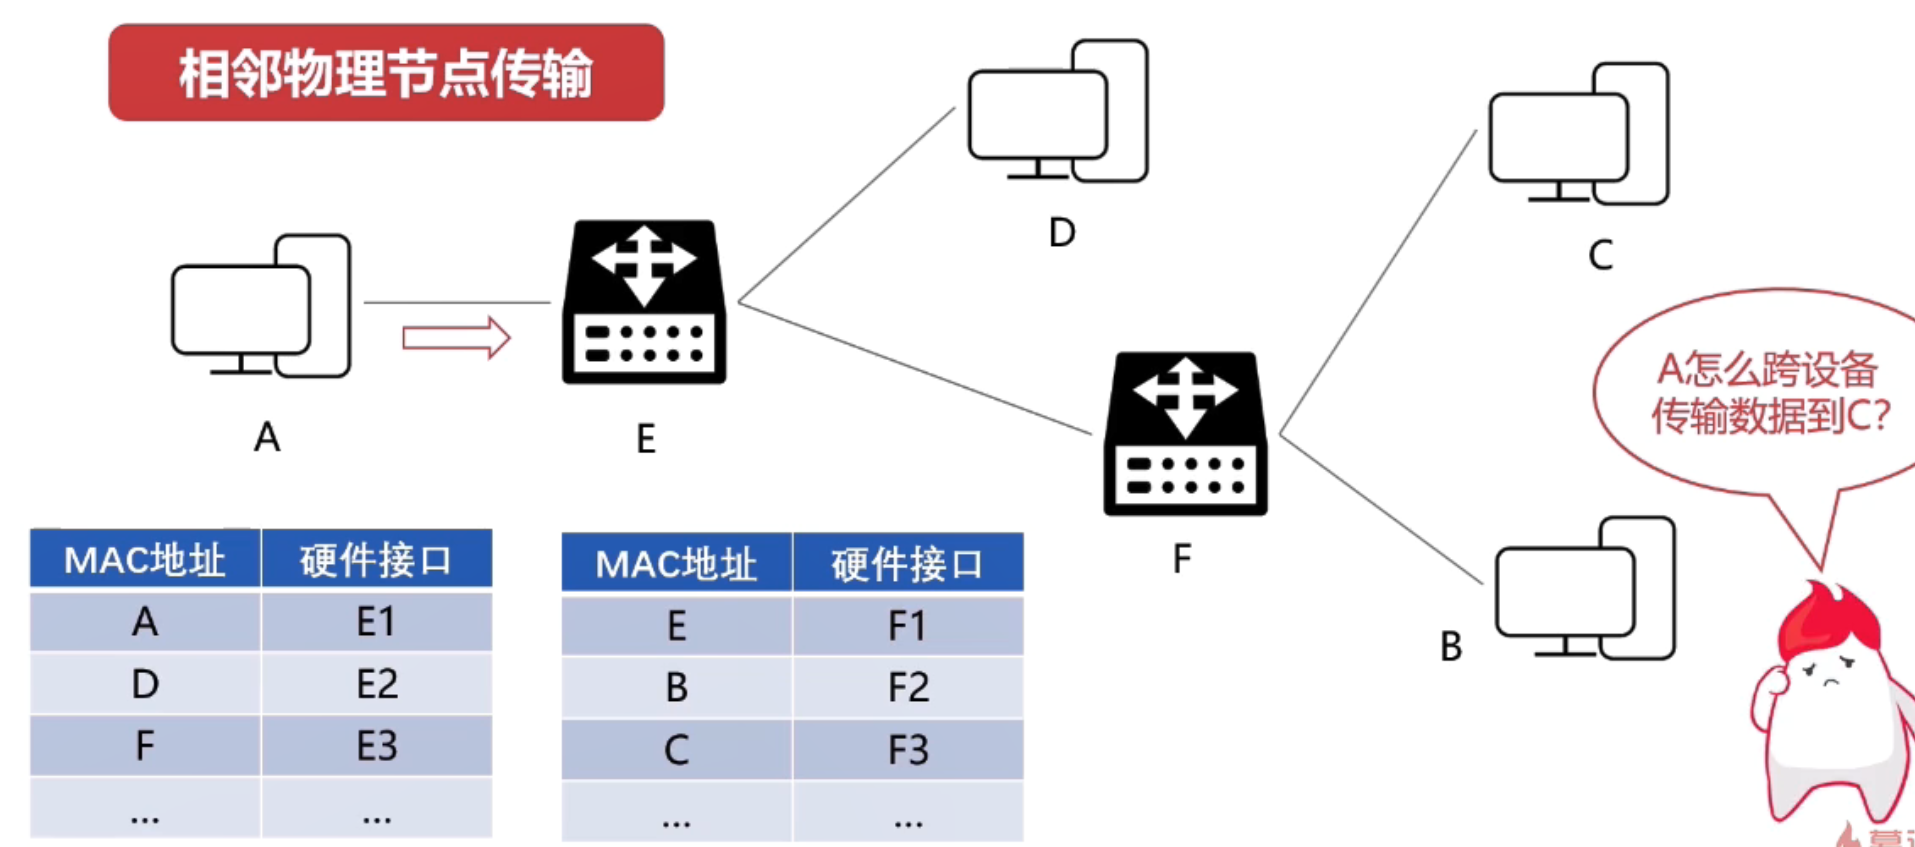 相邻物理节点传输
D
C
A
E
A怎么跨设备
传输数据到C?
F
B
MAC地址 硬件接口
A E1
D E2
F E3
... ...
MAC地址 硬件接口
E F1
B F2
C F3
... ...